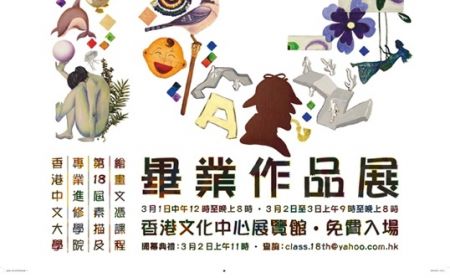 香港中文大學
專業進修學院
第18屆素描及
繪畫文憑課程
畢業作品展
3月1日中午12時至晚上8時・3月2日至3日上午9時至晚上8時
香港文化中心展覽館・免費入場
開幕典禮:3月2日上午11時・查詢:class.18th@yahoo.com.hk